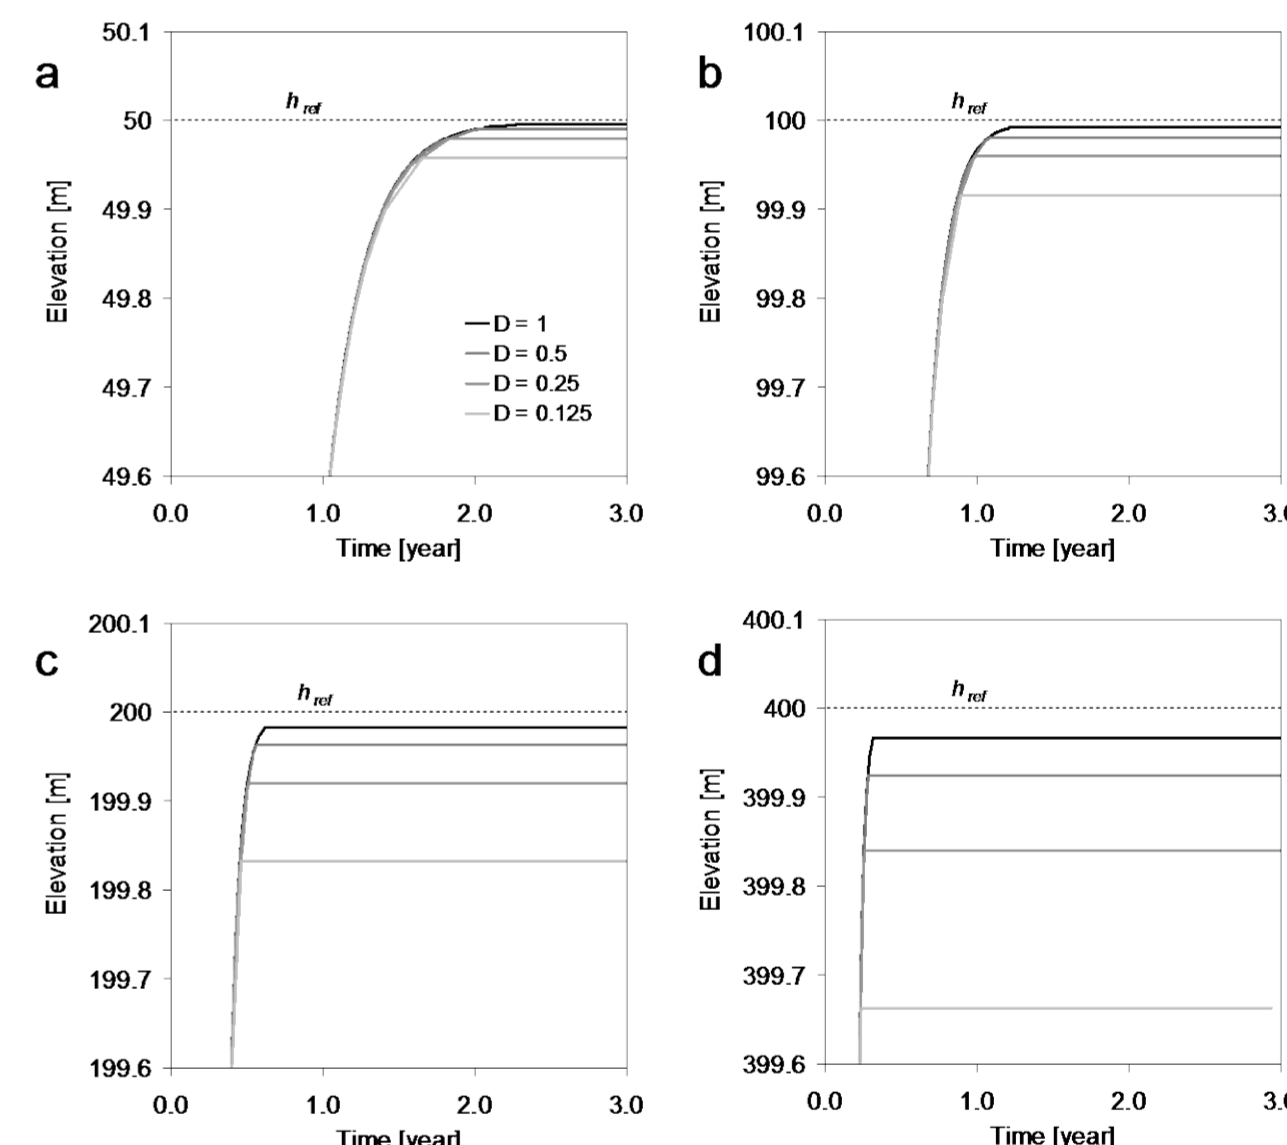 a
50.1
50
49.9
49.8
49.7
49.6
Elevation [m]
h ref
D = 1
D = 0.5
D = 0.25
D = 0.125
0.0 1.0 2.0 3.0
Time [year]
b
100.1
100
99.9
99.8
99.7
99.6
Elevation [m]
h ref
0.0 1.0 2.0 3.
Time [year]
c
200.1
200
199.9
199.8
199.7
199.6
Elevation [m]
h ref
0.0 1.0 2.0 3.0
Time [year]
d
400.1
400
399.9
399.8
399.7
399.6
Elevation [m]
h ref
0.0 1.0 2.0 3.
Time [year]